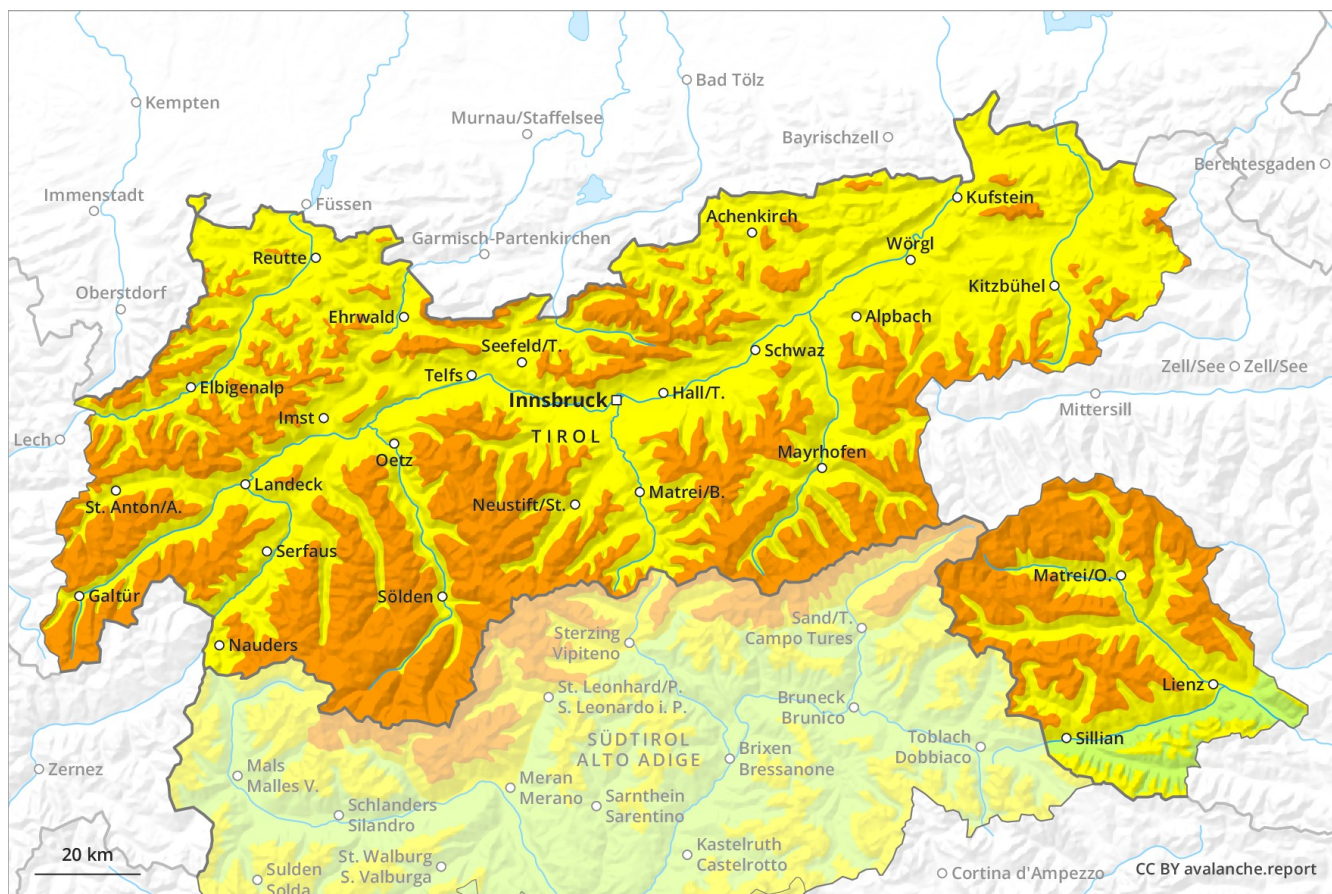 Kempten
Bad Tölz
Murnau/Staffelsee
Bayrischzell
Berchtesgaden
Immenstadt
Füssen
Kufstein
Achenkirch
Garmisch-Partenkirchen
Wörgl
Reutte
Kitzbühel
Oberstdorf
Ehrwald
Alpbach
Seefeld/T.
Schwaz
Zell/See
Zell/See
Telfs
Elbigenalp
Hall/T.
Innsbruck
Mittersill
Imst
TIROL
Lech
Oetz
Mayrhofen
Landeck
Matrei/B.
St. Anton/A.
Neustift/St.
Serfaus
Matrei/O.
Galtür
Sölden
Sand/T.
Campo Tures
Sterzing
Vipiteno
Nauders
Lienz
St. Leonhard/P.
S. Leonardo i. P.
Bruneck
Brunico
SÜDTIROL
ALTO ADIGE
Sillian
Toblach
Dobbiaco
Brixen
Bressanone
Zernez
Mals
Malles V.
Meran
Merano
Sarnthein
Sarentino
Schlanders
Silandro
20 km
Kastelruth
Castelrotto
St. Walburg
S. Valburga
Sulden
Solda
Cortina d'Ampezzo
CC BY avalanche.report